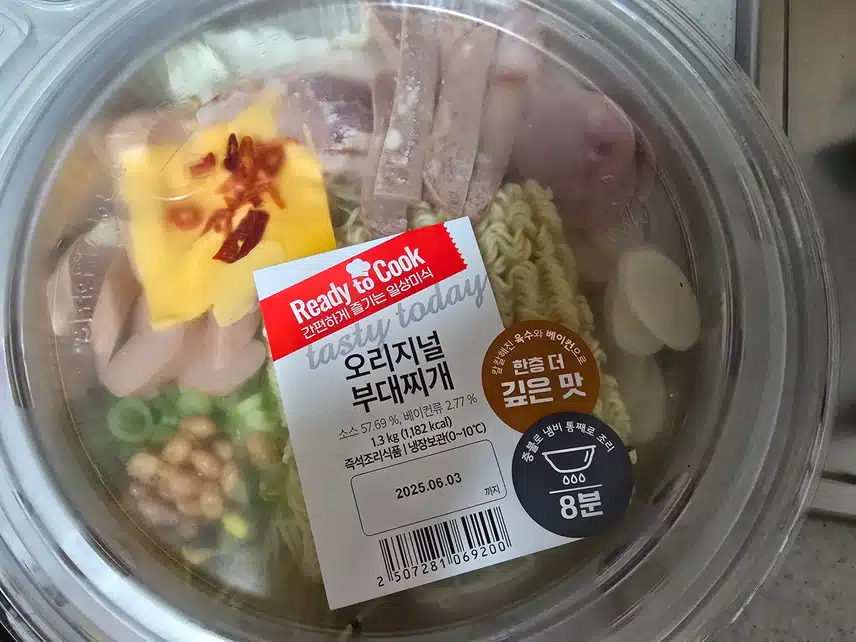 Ready to Cook
간편하게 즐기는 일상미식
tasty today
오리지널
부대찌개
소스 57.69 %, 베이컨류 2.77 %
1.3 kg (1,182 kcal)
즉석조리식품 | 냉장보관(0~10℃)
2025.06.03
까지
2 507281 069200
칼칼해진 육수와 베이컨으로
한층 더
깊은 맛
중불로 냄비 통째로 조리
8분